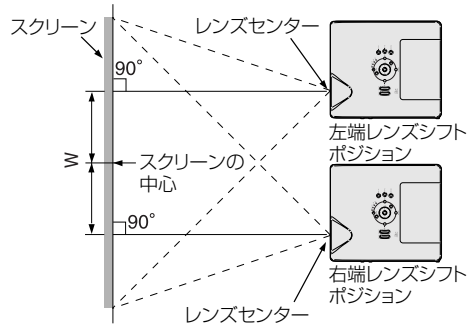 スクリーン
レンズセンター
90°
左端レンズシフト
ポジション
W
スクリーンの
中心
90°
右端レンズシフト
ポジション
レンズセンター